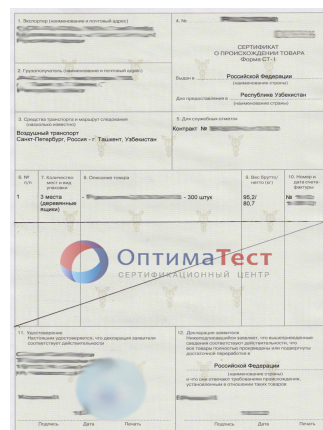 1. Экспортер (наименование и почтовый адрес)
4. №
СЕРТИФИКАТ
О ПРОИСХОЖДЕНИИ ТОВАРА
Форма СТ-1
2. Грузополучатель (наименование и почтовый адрес)
Выдан в Российской Федерации
(наименование страны)
Для предоставления в Республике Узбекистан
(наименование страны)
3. Средства транспорта и маршрут следования
(насколько известно)
Воздушный транспорт
Санкт-Петербург, Россия - г. Ташкент, Узбекистан
5. Для служебных отметок
Контракт №
6. №
п/п
7. Количество
мест и вид
упаковки
8. Описание товара
9. Вес брутто/
нетто (кг)
10. Номер и
дата счета-
фактуры
1
3 места
(деревянные
ящики)
- 300 штук
95,2/
80,7
№
ОптимаТест
СЕРТИФИКАЦИОННЫЙ ЦЕНТР
11. Удостоверение
Настоящим удостоверяется, что декларация заявителя
соответствует действительности
12. Декларация заявителя
Нижеподписавшийся заявляет, что вышеприведенные
сведения соответствуют действительности, что
все товары полностью произведены или подвергнуты
достаточной переработке в
Российской Федерации
(наименование страны)
и что они отвечают требованиям происхождения,
установленным в отношении таких товаров
Подпись Дата Печать
Подпись Дата Печать